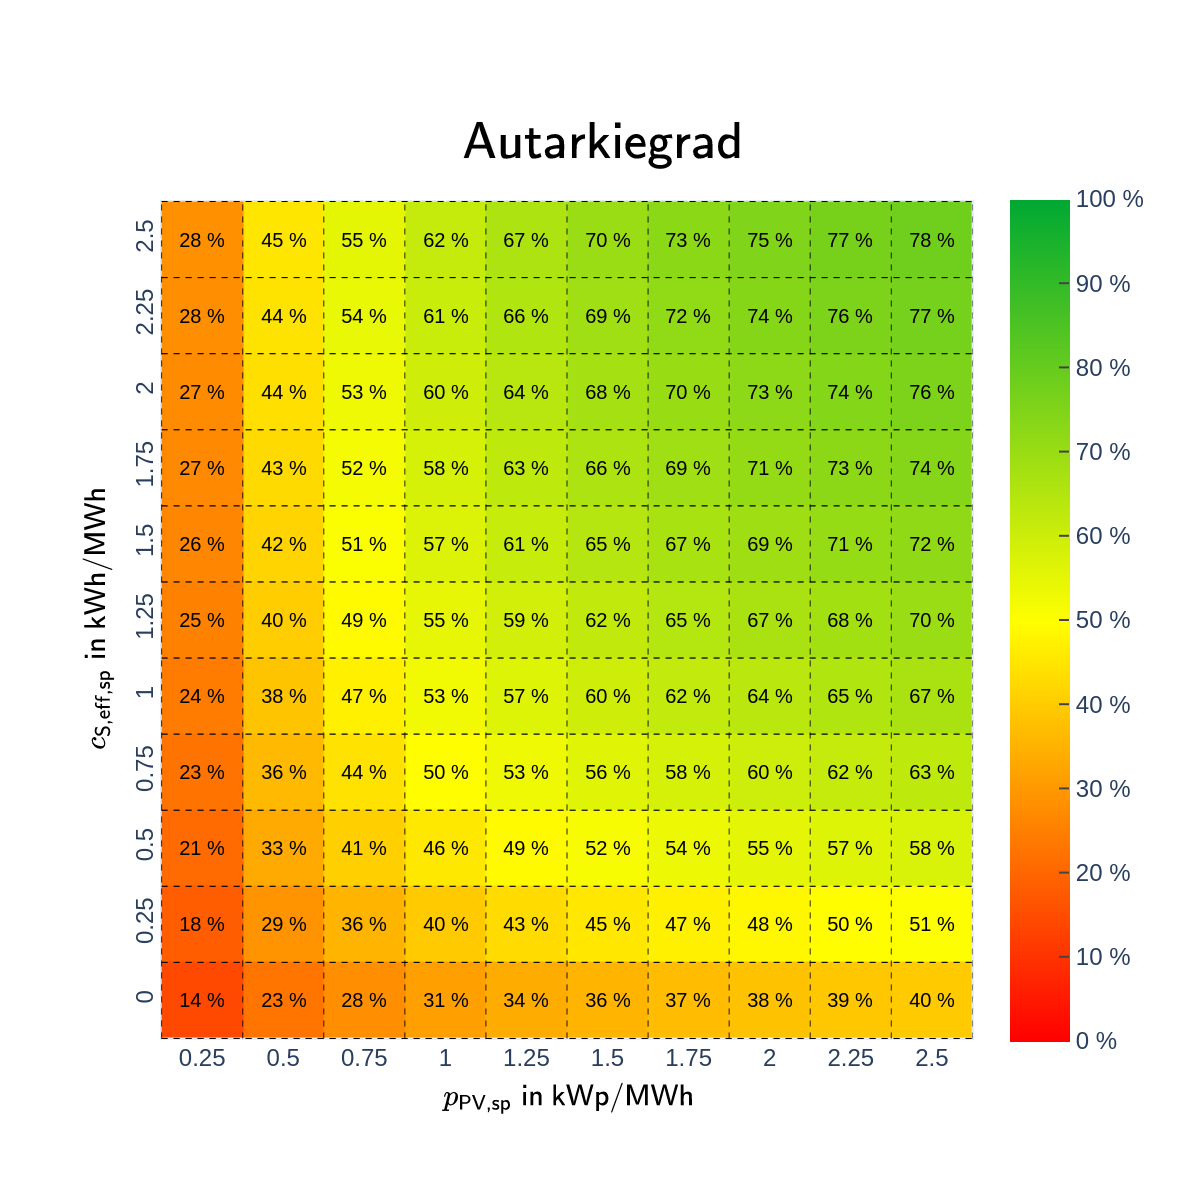 Autarkiegrad
2.5 28 % 45 % 55 % 62 % 67 % 70 % 73 % 75 % 77 % 78 %
2.25 28 % 44 % 54 % 61 % 66 % 69 % 72 % 74 % 76 % 77 %
2 27 % 44 % 53 % 60 % 64 % 68 % 70 % 73 % 74 % 76 %
1.75 27 % 43 % 52 % 58 % 63 % 66 % 69 % 71 % 73 % 74 %
1.5 26 % 42 % 51 % 57 % 61 % 65 % 67 % 69 % 71 % 72 %
1.25 25 % 40 % 49 % 55 % 59 % 62 % 65 % 67 % 68 % 70 %
1 24 % 38 % 47 % 53 % 57 % 60 % 62 % 64 % 65 % 67 %
0.75 23 % 36 % 44 % 50 % 53 % 56 % 58 % 60 % 62 % 63 %
0.5 21 % 33 % 41 % 46 % 49 % 52 % 54 % 55 % 57 % 58 %
0.25 18 % 29 % 36 % 40 % 43 % 45 % 47 % 48 % 50 % 51 %
0 14 % 23 % 28 % 31 % 34 % 36 % 37 % 38 % 39 % 40 %
0.25 0.5 0.75 1 1.25 1.5 1.75 2 2.25 2.5
p PV,sp in kWp/MWh
c S,eff,sp in kWh/MWh
100 %
90 %
80 %
70 %
60 %
50 %
40 %
30 %
20 %
10 %
0 %